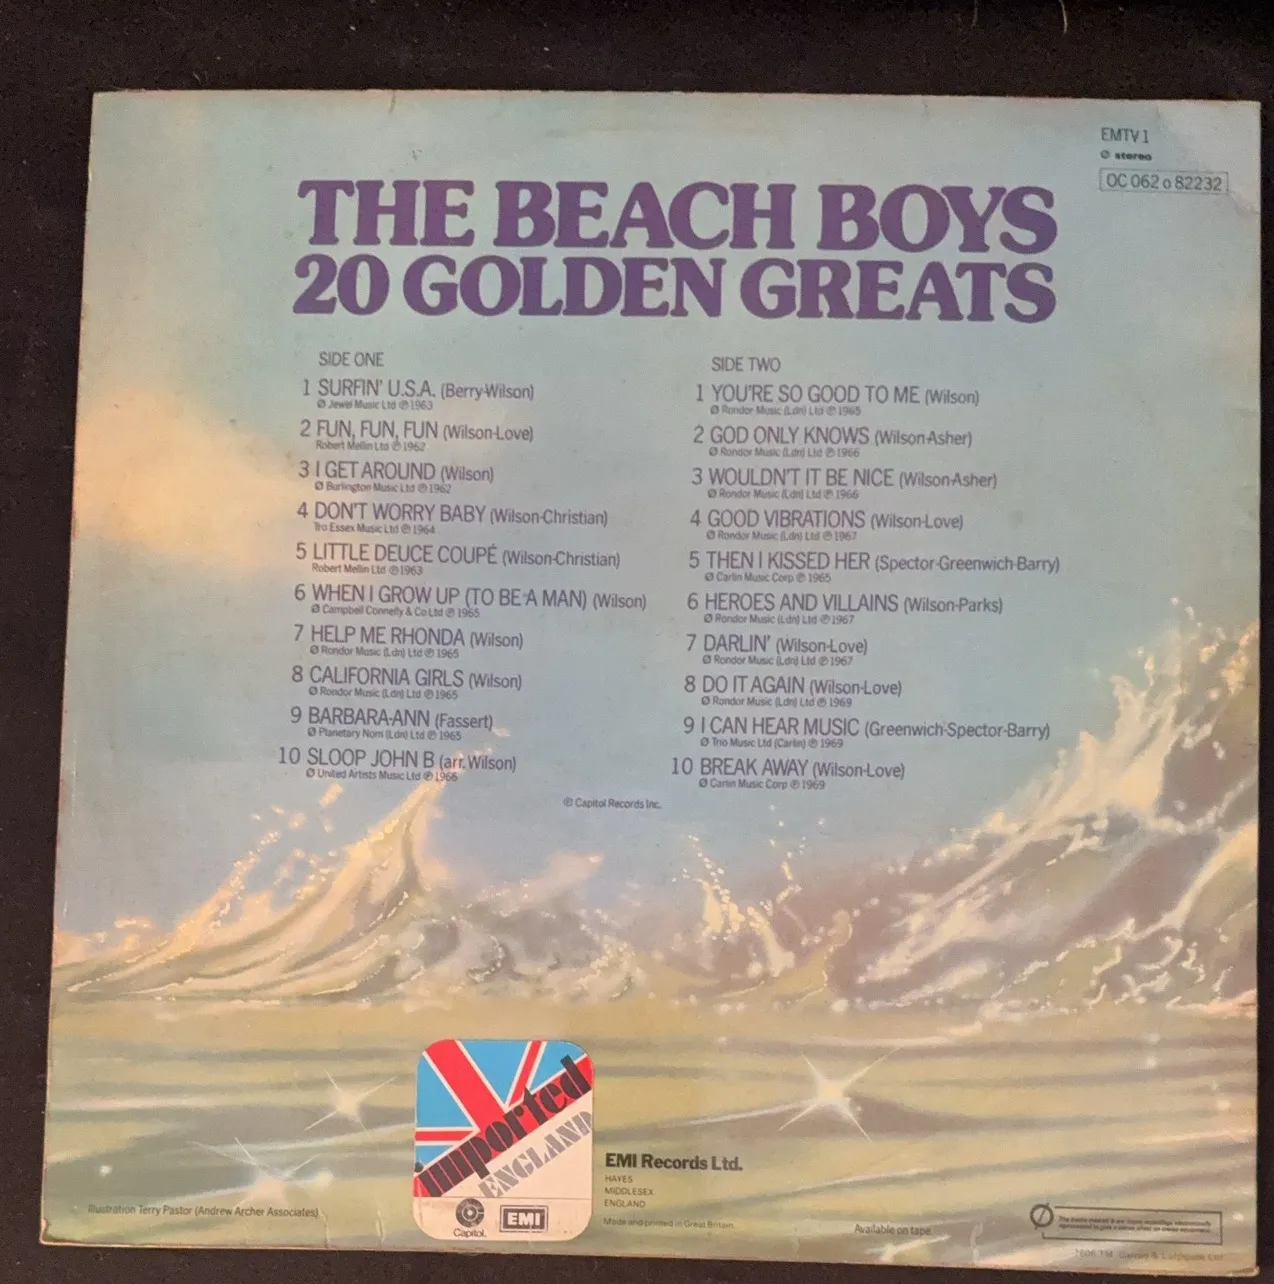 EMTV 1
Ø stereo
OC 062 o 82232
THE BEACH BOYS
20 GOLDEN GREATS
SIDE ONE
1 SURFIN' U.S.A. (Berry-Wilson)
Ø Jewel Music Ltd ℗ 1963
2 FUN, FUN, FUN (Wilson-Love)
Robert Mellin Ltd ℗ 1962
3 I GET AROUND (Wilson)
Ø Burlington Music Ltd ℗ 1962
4 DON'T WORRY BABY (Wilson-Christian)
Tro Essex Music Ltd ℗ 1964
5 LITTLE DEUCE COUPÉ (Wilson-Christian)
Robert Mellin Ltd ℗ 1963
6 WHEN I GROW UP (TO BE A MAN) (Wilson)
Ø Campbell Connelly & Co Ltd ℗ 1965
7 HELP ME RHONDA (Wilson)
Ø Rondor Music (Ldn) Ltd ℗ 1965
8 CALIFORNIA GIRLS (Wilson)
Ø Rondor Music (Ldn) Ltd ℗ 1965
9 BARBARA-ANN (Fassert)
Ø Planetary Nom (Ldn) Ltd ℗ 1965
10 SLOOP JOHN B (arr. Wilson)
Ø United Artists Music Ltd ℗ 1966
SIDE TWO
1 YOU'RE SO GOOD TO ME (Wilson)
Ø Rondor Music (Ldn) Ltd ℗ 1965
2 GOD ONLY KNOWS (Wilson-Asher)
Ø Rondor Music (Ldn) Ltd ℗ 1966
3 WOULDN'T IT BE NICE (Wilson-Asher)
Ø Rondor Music (Ldn) Ltd ℗ 1966
4 GOOD VIBRATIONS (Wilson-Love)
Ø Rondor Music (Ldn) Ltd ℗ 1967
5 THEN I KISSED HER (Spector-Greenwich-Barry)
Ø Carlin Music Corp ℗ 1965
6 HEROES AND VILLAINS (Wilson-Parks)
Ø Rondor Music (Ldn) Ltd ℗ 1967
7 DARLIN' (Wilson-Love)
Ø Rondor Music (Ldn) Ltd ℗ 1967
8 DO IT AGAIN (Wilson-Love)
Ø Rondor Music (Ldn) Ltd ℗ 1969
9 I CAN HEAR MUSIC (Greenwich-Spector-Barry)
Ø Trio Music Ltd (Carlin) ℗ 1969
10 BREAK AWAY (Wilson-Love)
Ø Carlin Music Corp ℗ 1969
℗ Capitol Records Inc.
imported
ENGLAND
Capitol.
EMI
EMI Records Ltd.
HAYES
MIDDLESEX
ENGLAND
Made and printed in Great Britain
Illustration Terry Pastor (Andrew Archer Associates)
Available on tape